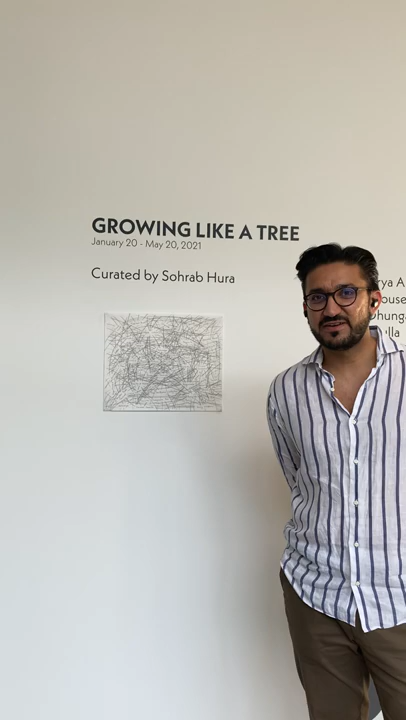 GROWING LIKE A TREE
January 20 - May 20, 2021
Curated by Sohrab Hura